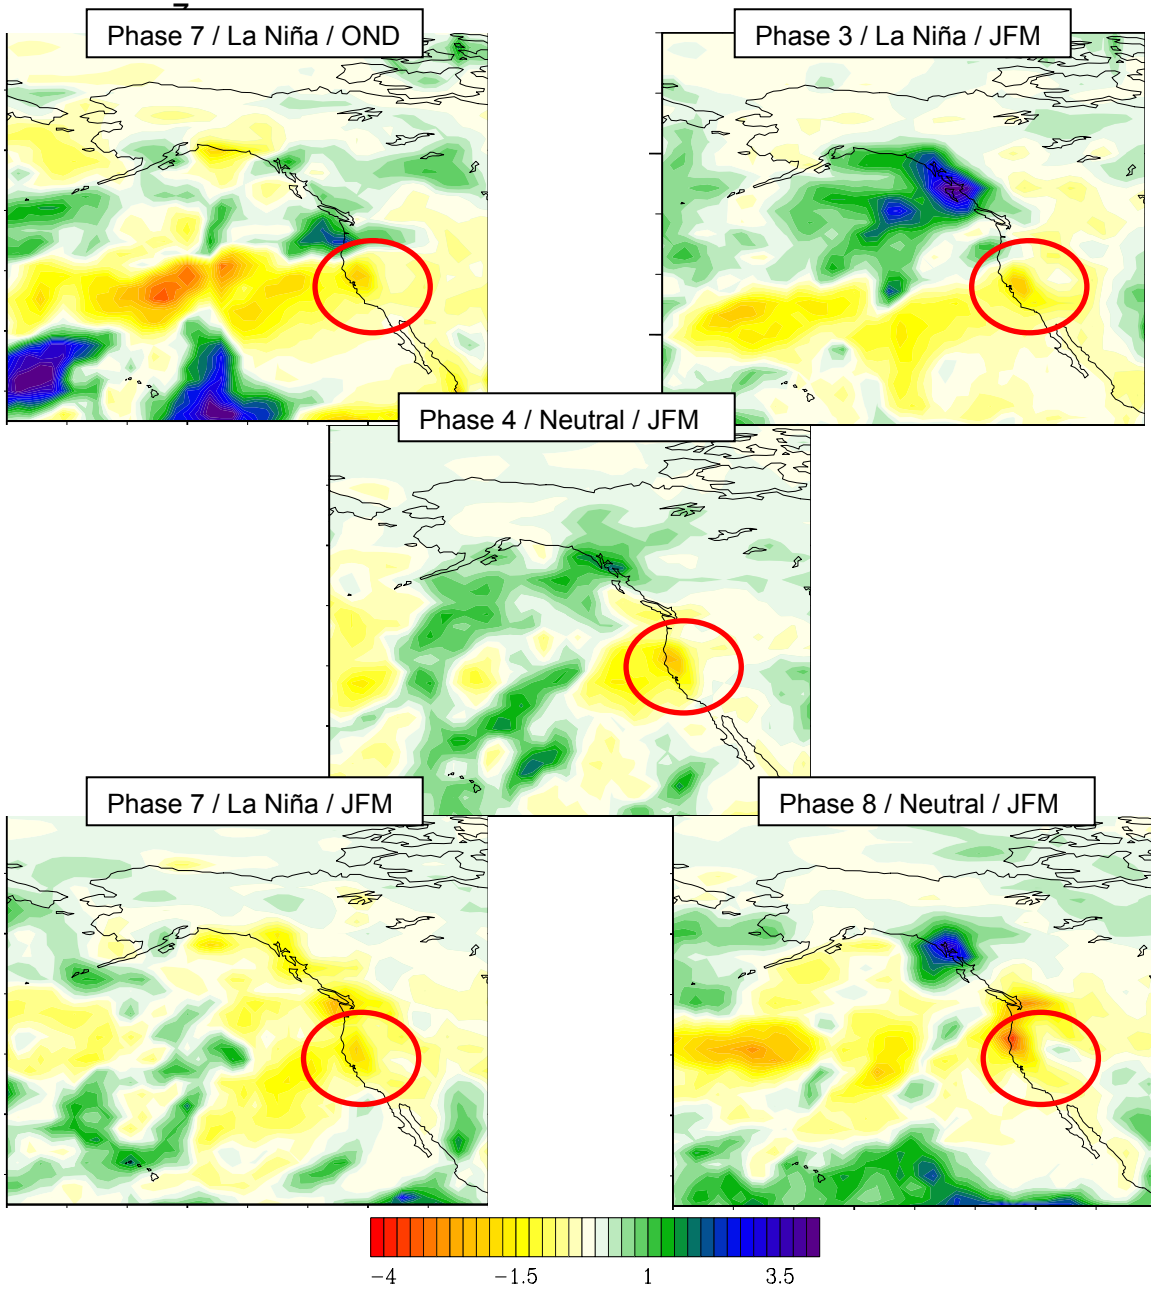 Phase 7 / La Niña / OND
Phase 3 / La Niña / JFM
Phase 4 / Neutral / JFM
Phase 7 / La Niña / JFM
Phase 8 / Neutral / JFM
−4 −1.5 1 3.5